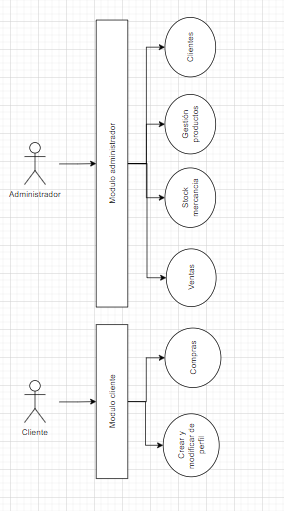 Administrador
Modulo administrador
Clientes
Gestión
productos
Stock
mercancia
Ventas
Cliente
Modulo cliente
Compras
Crear y
modificar de
perfil